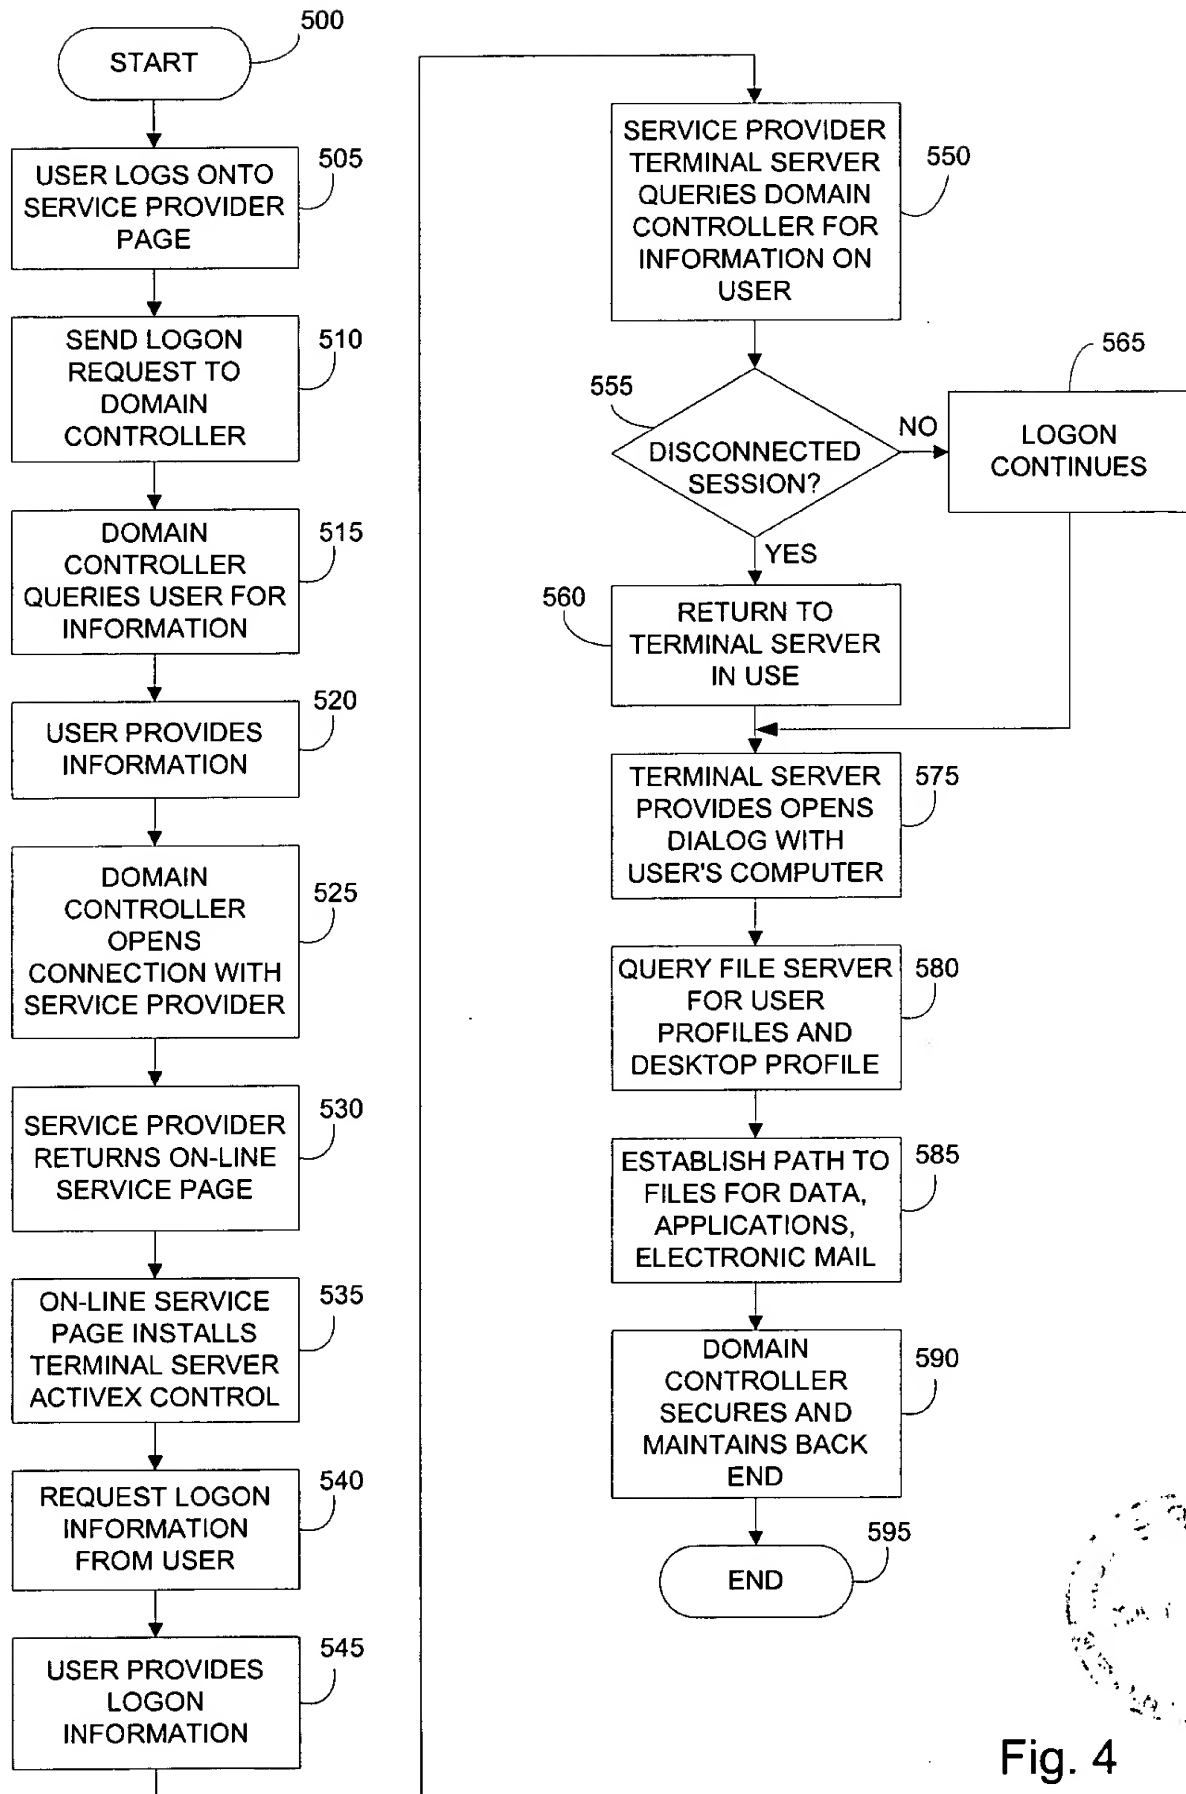 500
START
505
USER LOGS ONTO
SERVICE PROVIDER
PAGE
510
SEND LOGON
REQUEST TO
DOMAIN
CONTROLLER
515
DOMAIN
CONTROLLER
QUERIES USER FOR
INFORMATION
520
USER PROVIDES
INFORMATION
525
DOMAIN
CONTROLLER
OPENS
CONNECTION WITH
SERVICE PROVIDER
530
SERVICE PROVIDER
RETURNS ON-LINE
SERVICE PAGE
535
ON-LINE SERVICE
PAGE INSTALLS
TERMINAL SERVER
ACTIVEX CONTROL
540
REQUEST LOGON
INFORMATION
FROM USER
545
USER PROVIDES
LOGON
INFORMATION
550
SERVICE PROVIDER
TERMINAL SERVER
QUERIES DOMAIN
CONTROLLER FOR
INFORMATION ON
USER
555
DISCONNECTED
SESSION?
NO
565
LOGON
CONTINUES
YES
560
RETURN TO
TERMINAL SERVER
IN USE
575
TERMINAL SERVER
PROVIDES OPENS
DIALOG WITH
USER'S COMPUTER
580
QUERY FILE SERVER
FOR USER
PROFILES AND
DESKTOP PROFILE
585
ESTABLISH PATH TO
FILES FOR DATA,
APPLICATIONS,
ELECTRONIC MAIL
590
DOMAIN
CONTROLLER
SECURES AND
MAINTAINS BACK
END
595
END
Fig. 4